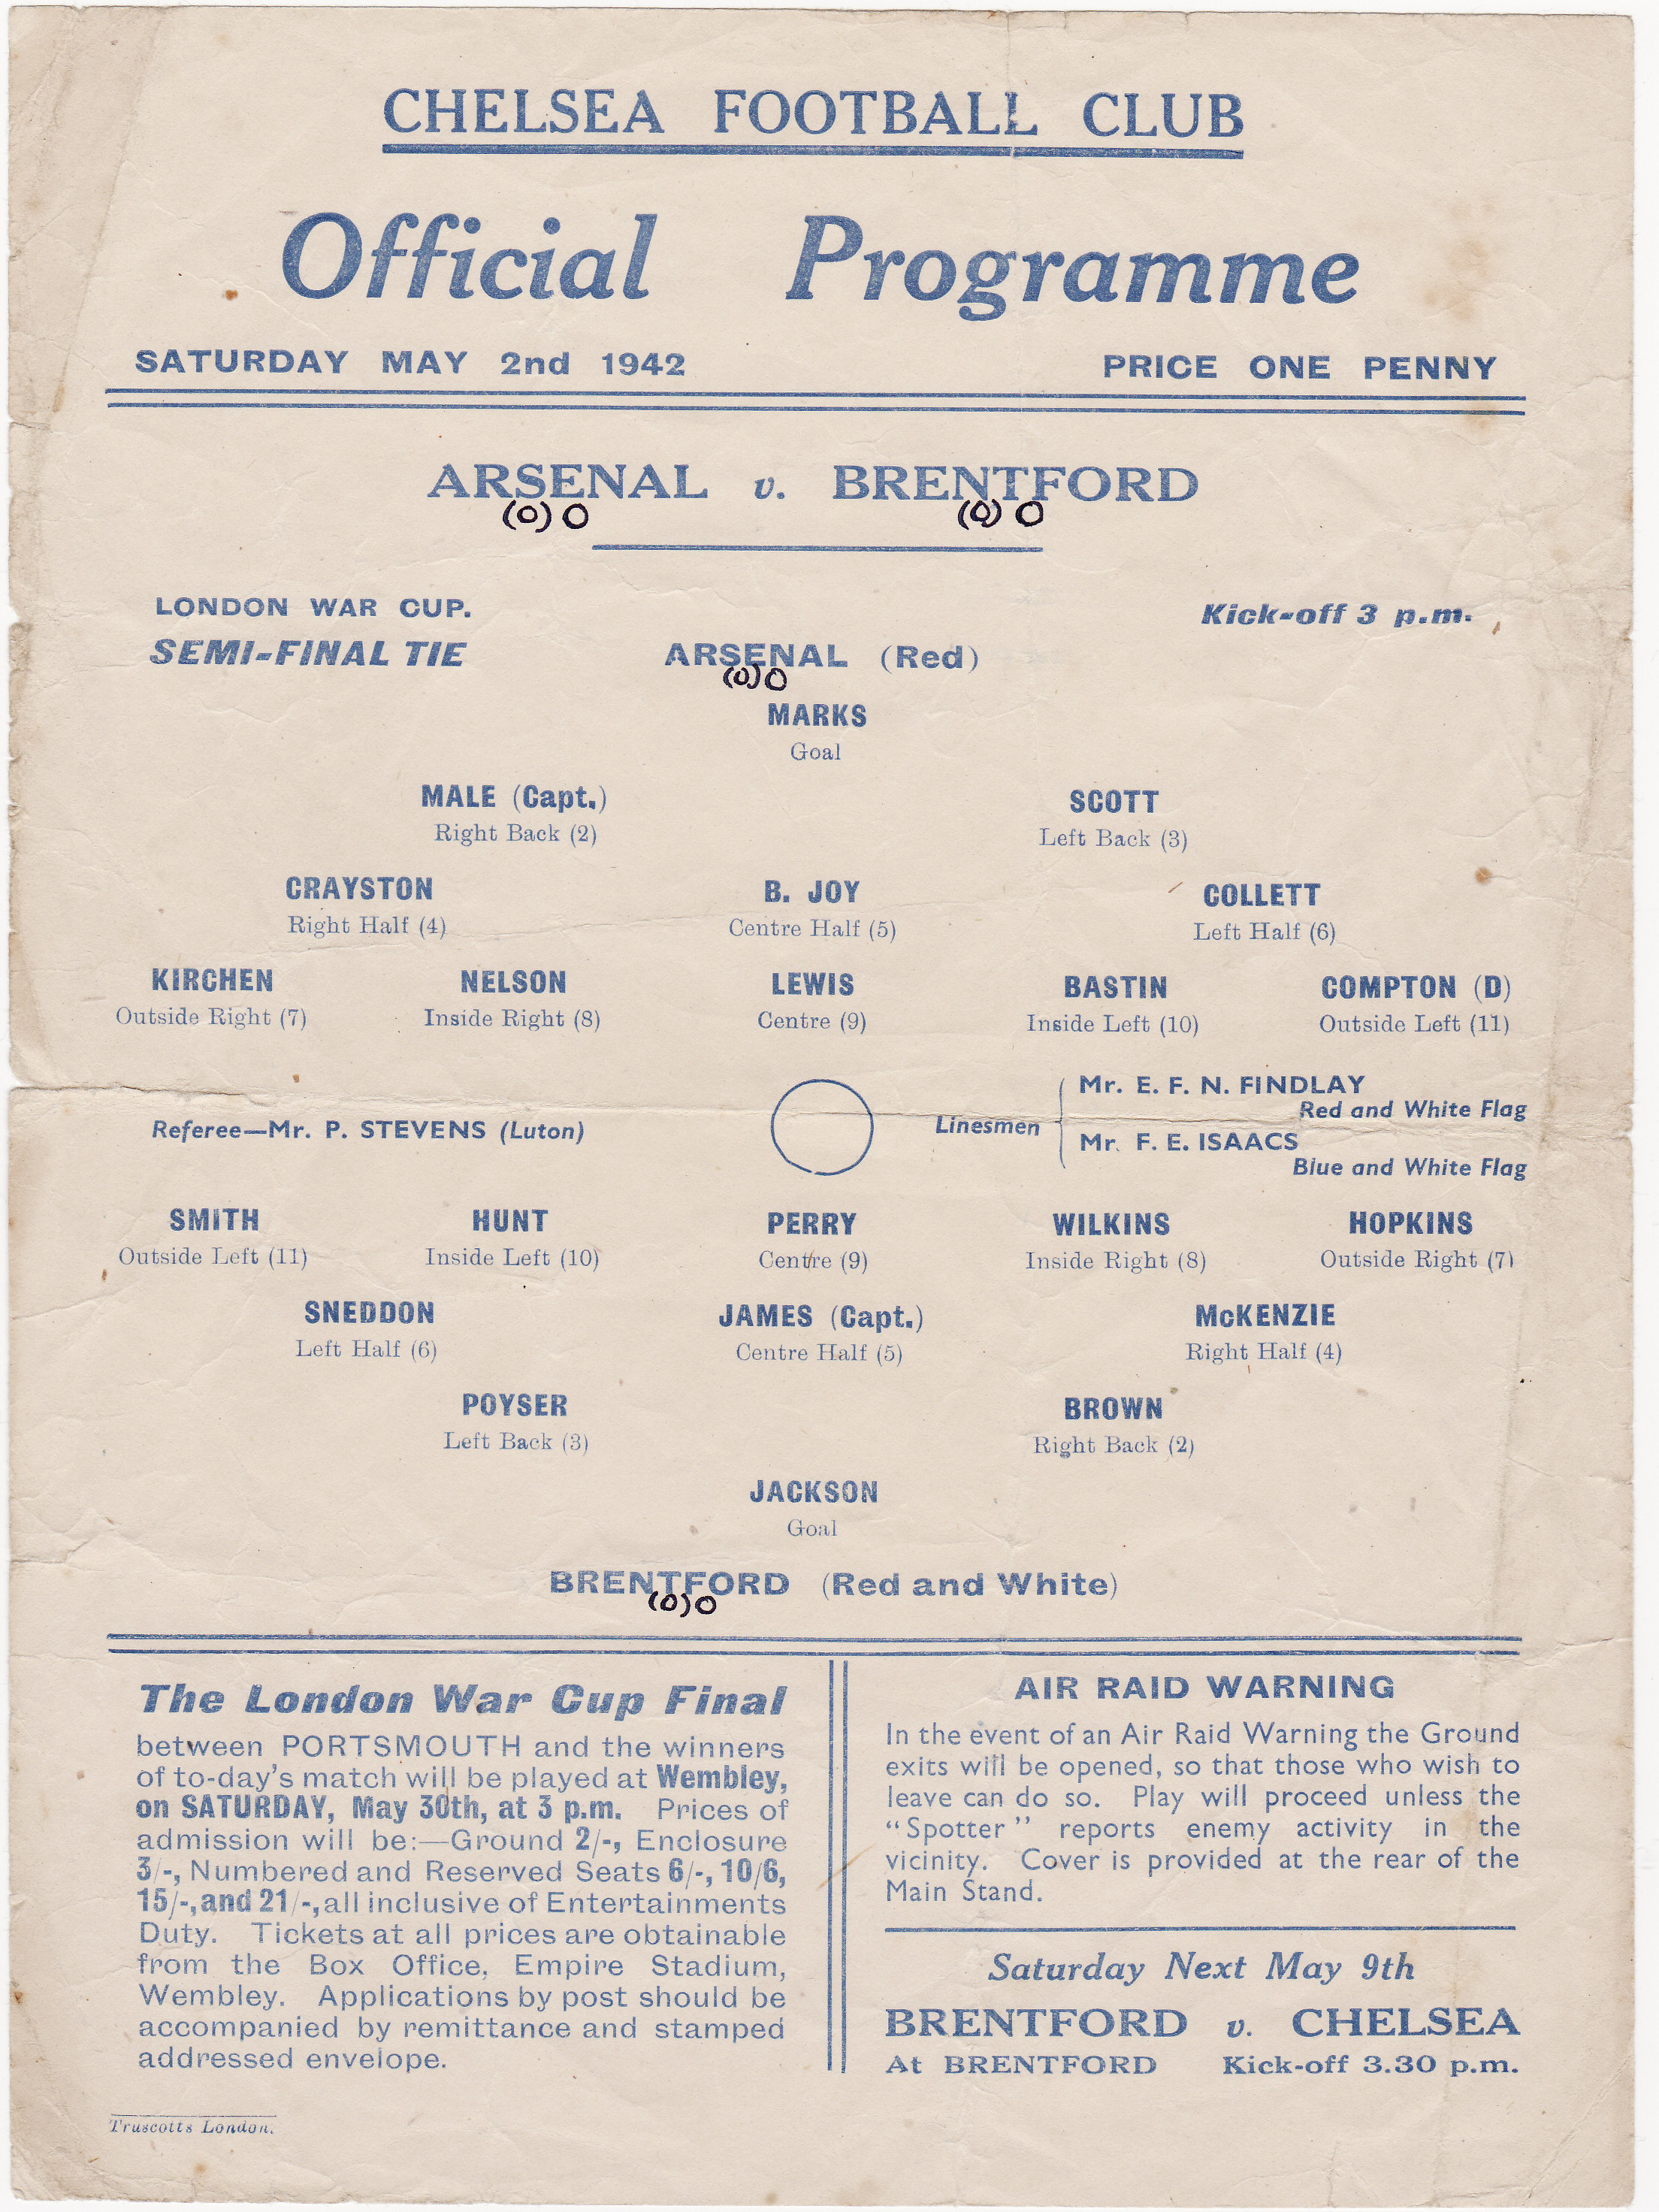 CHELSEA FOOTBALL CLUB
Official Programme
SATURDAY MAY 2nd 1942 PRICE ONE PENNY
ARSENAL v. BRENTFORD
(0) 0 (0) 0
LONDON WAR CUP. Kick-off 3 p.m.
SEMI-FINAL TIE ARSENAL (Red)
(0) 0
MARKS
Goal
MALE (Capt.) SCOTT
Right Back (2) Left Back (3)
CRAYSTON B. JOY COLLETT
Right Half (4) Centre Half (5) Left Half (6)
KIRCHEN NELSON LEWIS BASTIN COMPTON (D)
Outside Right (7) Inside Right (8) Centre (9) Inside Left (10) Outside Left (11)
Mr. E. F. N. FINDLAY
Red and White Flag
Referee—Mr. P. STEVENS (Luton) Linesmen
Mr. F. E. ISAACS
Blue and White Flag
SMITH HUNT PERRY WILKINS HOPKINS
Outside Left (11) Inside Left (10) Centre (9) Inside Right (8) Outside Right (7)
SNEDDON JAMES (Capt.) McKENZIE
Left Half (6) Centre Half (5) Right Half (4)
POYSER BROWN
Left Back (3) Right Back (2)
JACKSON
Goal
BRENTFORD (Red and White)
(0) 0
The London War Cup Final
between PORTSMOUTH and the winners
of to-day's match will be played at Wembley,
on SATURDAY, May 30th, at 3 p.m. Prices of
admission will be:—Ground 2/-, Enclosure
3/-, Numbered and Reserved Seats 6/-, 10/6,
15/-, and 21/-, all inclusive of Entertainments
Duty. Tickets at all prices are obtainable
from the Box Office, Empire Stadium,
Wembley. Applications by post should be
accompanied by remittance and stamped
addressed envelope.
AIR RAID WARNING
In the event of an Air Raid Warning the Ground
exits will be opened, so that those who wish to
leave can do so. Play will proceed unless the
"Spotter" reports enemy activity in the
vicinity. Cover is provided at the rear of the
Main Stand.
Saturday Next May 9th
BRENTFORD v. CHELSEA
At BRENTFORD Kick-off 3.30 p.m.
Truscotts London.